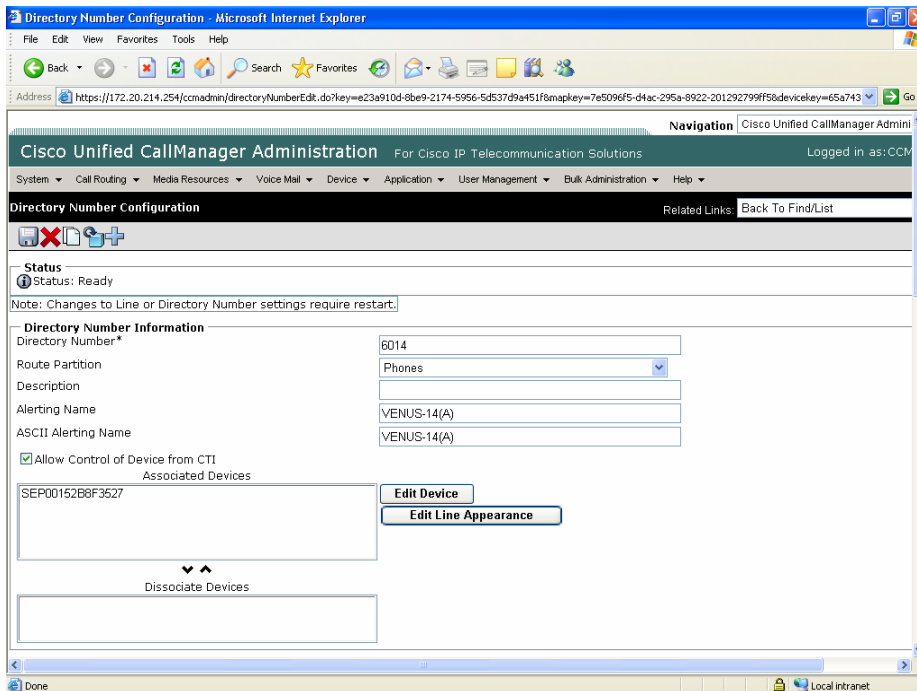 Directory Number Configuration - Microsoft Internet Explorer
File Edit View Favorites Tools Help
Back Search Favorites
Address https://172.20.214.254/ccmadmin/directoryNumberEdit.do?key=e23a910d-8be9-2174-5956-5d537d9a451f&mapkey=7e5096f5-d4ac-295a-8922-201292799ff5&devicekey=65a743 Go
Navigation Cisco Unified CallManager Admini
Cisco Unified CallManager Administration For Cisco IP Telecommunication Solutions Logged in as:CCM
System Call Routing Media Resources Voice Mail Device Application User Management Bulk Administration Help
Directory Number Configuration Related Links: Back To Find/List
Status
Status: Ready
Note: Changes to Line or Directory Number settings require restart.
Directory Number Information
Directory Number* 6014
Route Partition Phones
Description
Alerting Name VENUS-14(A)
ASCII Alerting Name VENUS-14(A)
Allow Control of Device from CTI
Associated Devices
SEP00152B8F3527 Edit Device
Edit Line Appearance
Dissociate Devices
Done Local intranet